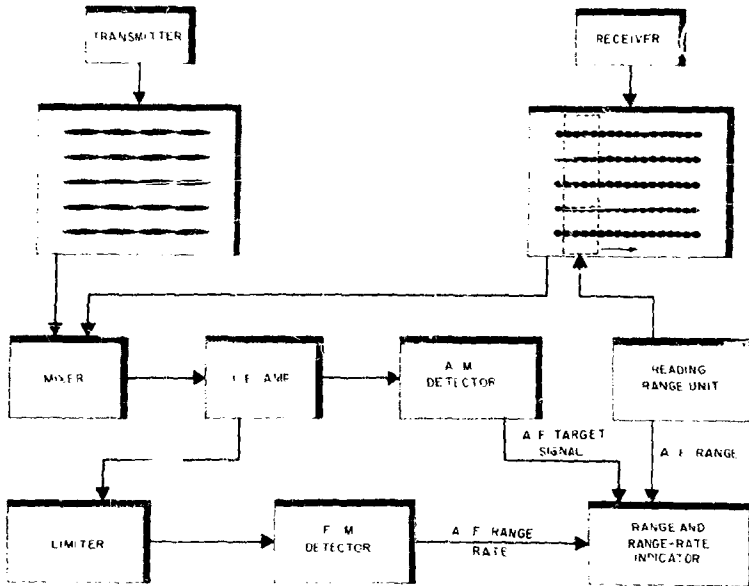 TRANSMITTER
RECEIVER
MIXER
I F AMP
A M
DETECTOR
READING
RANGE UNIT
A F TARGET
SIGNAL
A F RANGE
LIMITER
F M
DETECTOR
A F RANGE
RATE
RANGE AND
RANGE-RATE
INDICATOR